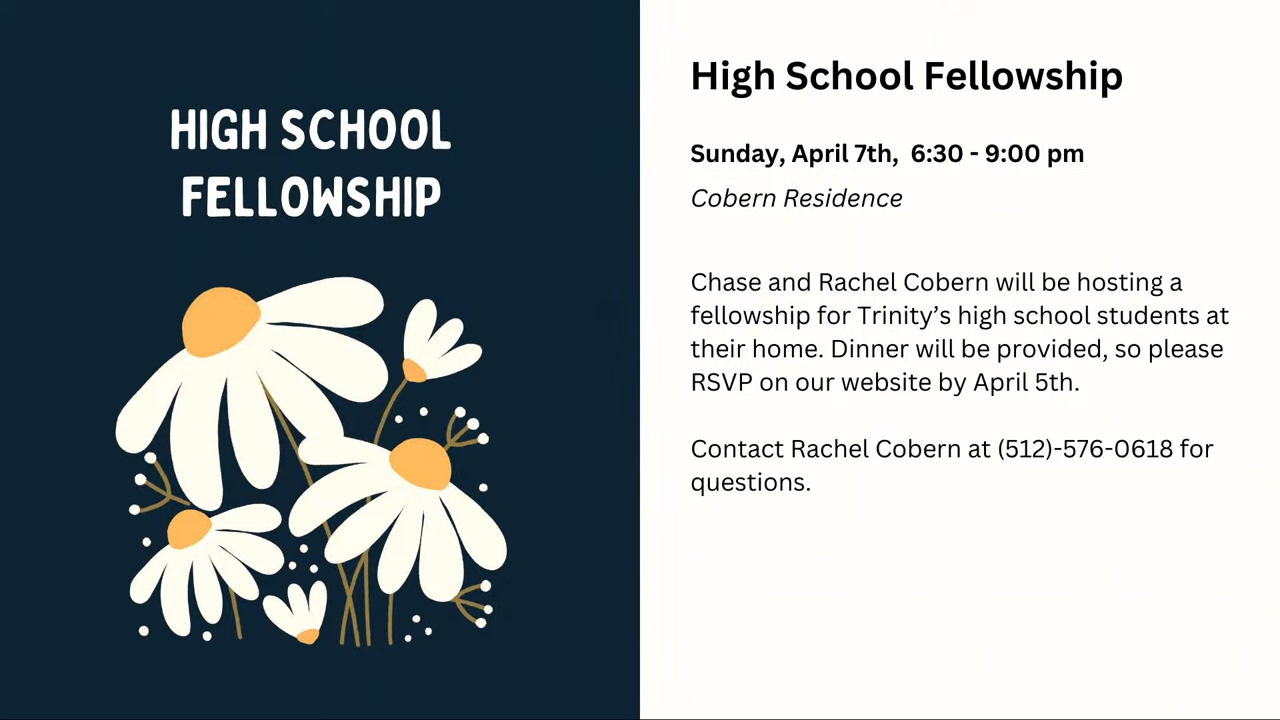 HIGH SCHOOL
FELLOWSHIP
High School Fellowship
Sunday, April 7th,  6:30 - 9:00 pm
Cobern Residence
Chase and Rachel Cobern will be hosting a
fellowship for Trinity’s high school students at
their home. Dinner will be provided, so please
RSVP on our website by April 5th.
Contact Rachel Cobern at (512)-576-0618 for
questions.